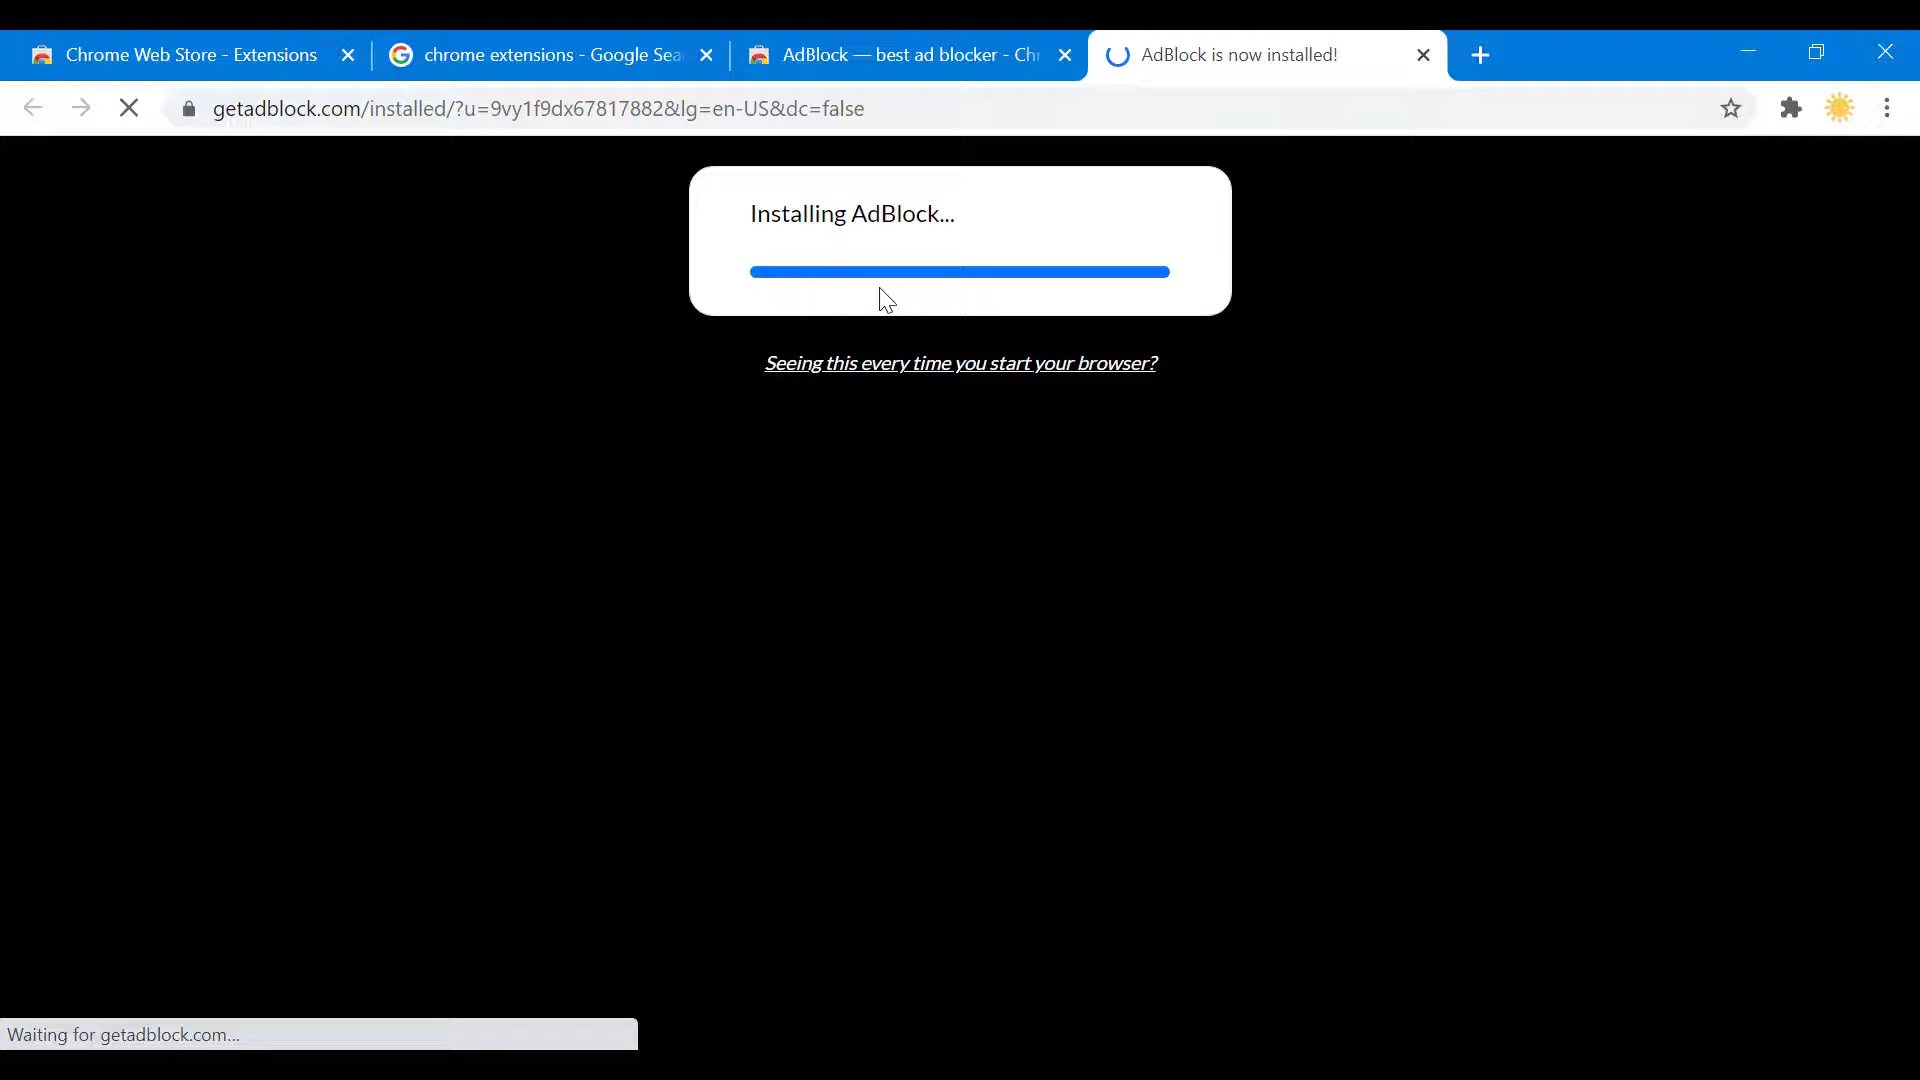 Chrome Web Store - Extensions
chrome extensions - Google Sea
AdBlock — best ad blocker - Ch
AdBlock is now installed!
getadblock.com/installed/?u=9vy1f9dx67817882&lg=en-US&dc=false
Installing AdBlock...
Seeing this every time you start your browser?
Waiting for getadblock.com...